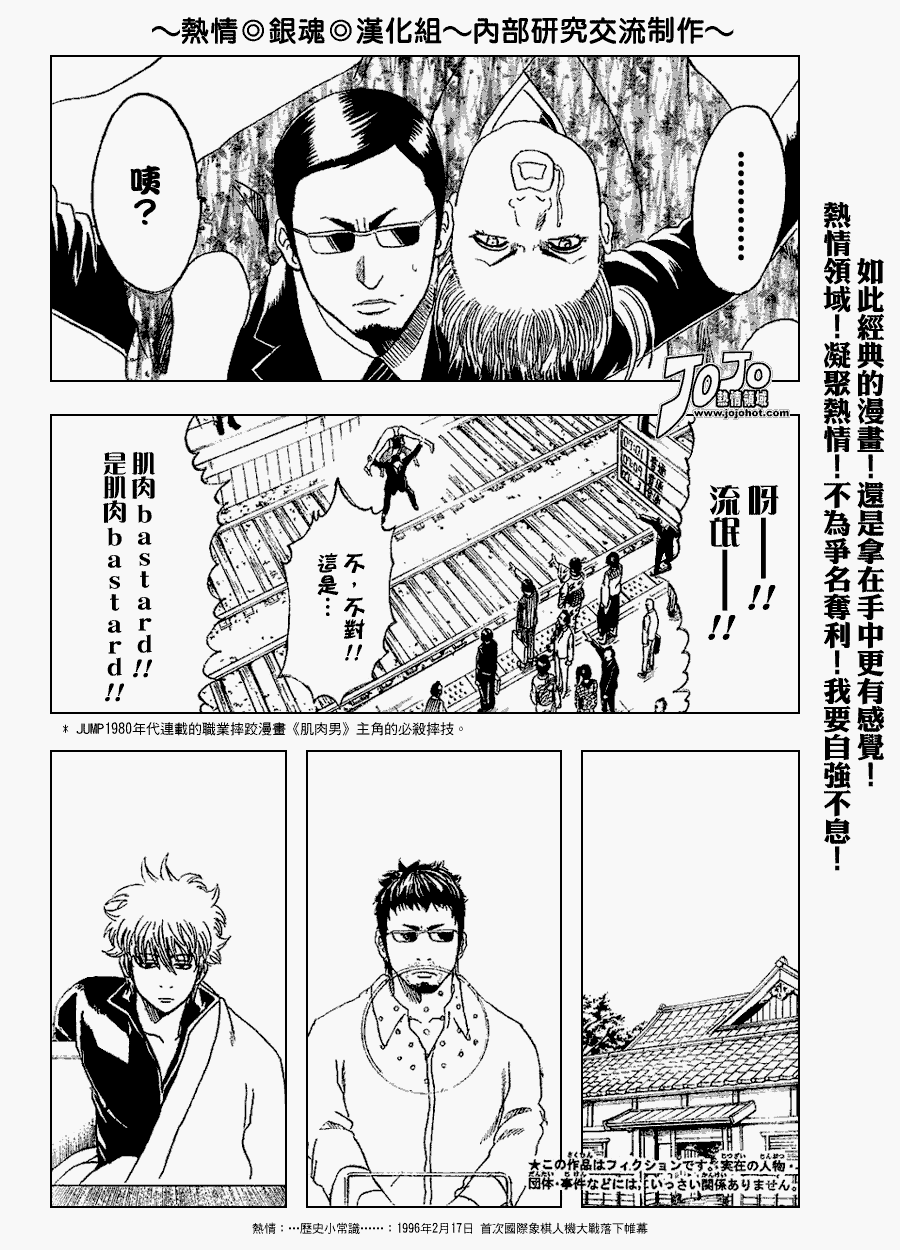 ～熱情◎銀魂◎漢化組～內部研究交流制作～
…………
咦？
如此經典的漫畫！還是拿在手中更有感覺！
熱情領域！凝聚熱情！不為爭名奪利！我要自強不息！
JOJO
熱情領域
www.jojohot.com
呀——!!
流氓——!!
不，不對!!
這是…
肌肉bastard!!
是肌肉bastard!!
* JUMP1980年代連載的職業摔跤漫畫《肌肉男》主角的必殺摔技。
★この作品はフィクションです。実在の人物・
団体・事件などには、いっさい関係ありません。
熱情：…歷史小常識……：1996年2月17日 首次國際象棋人機大戰落下帷幕